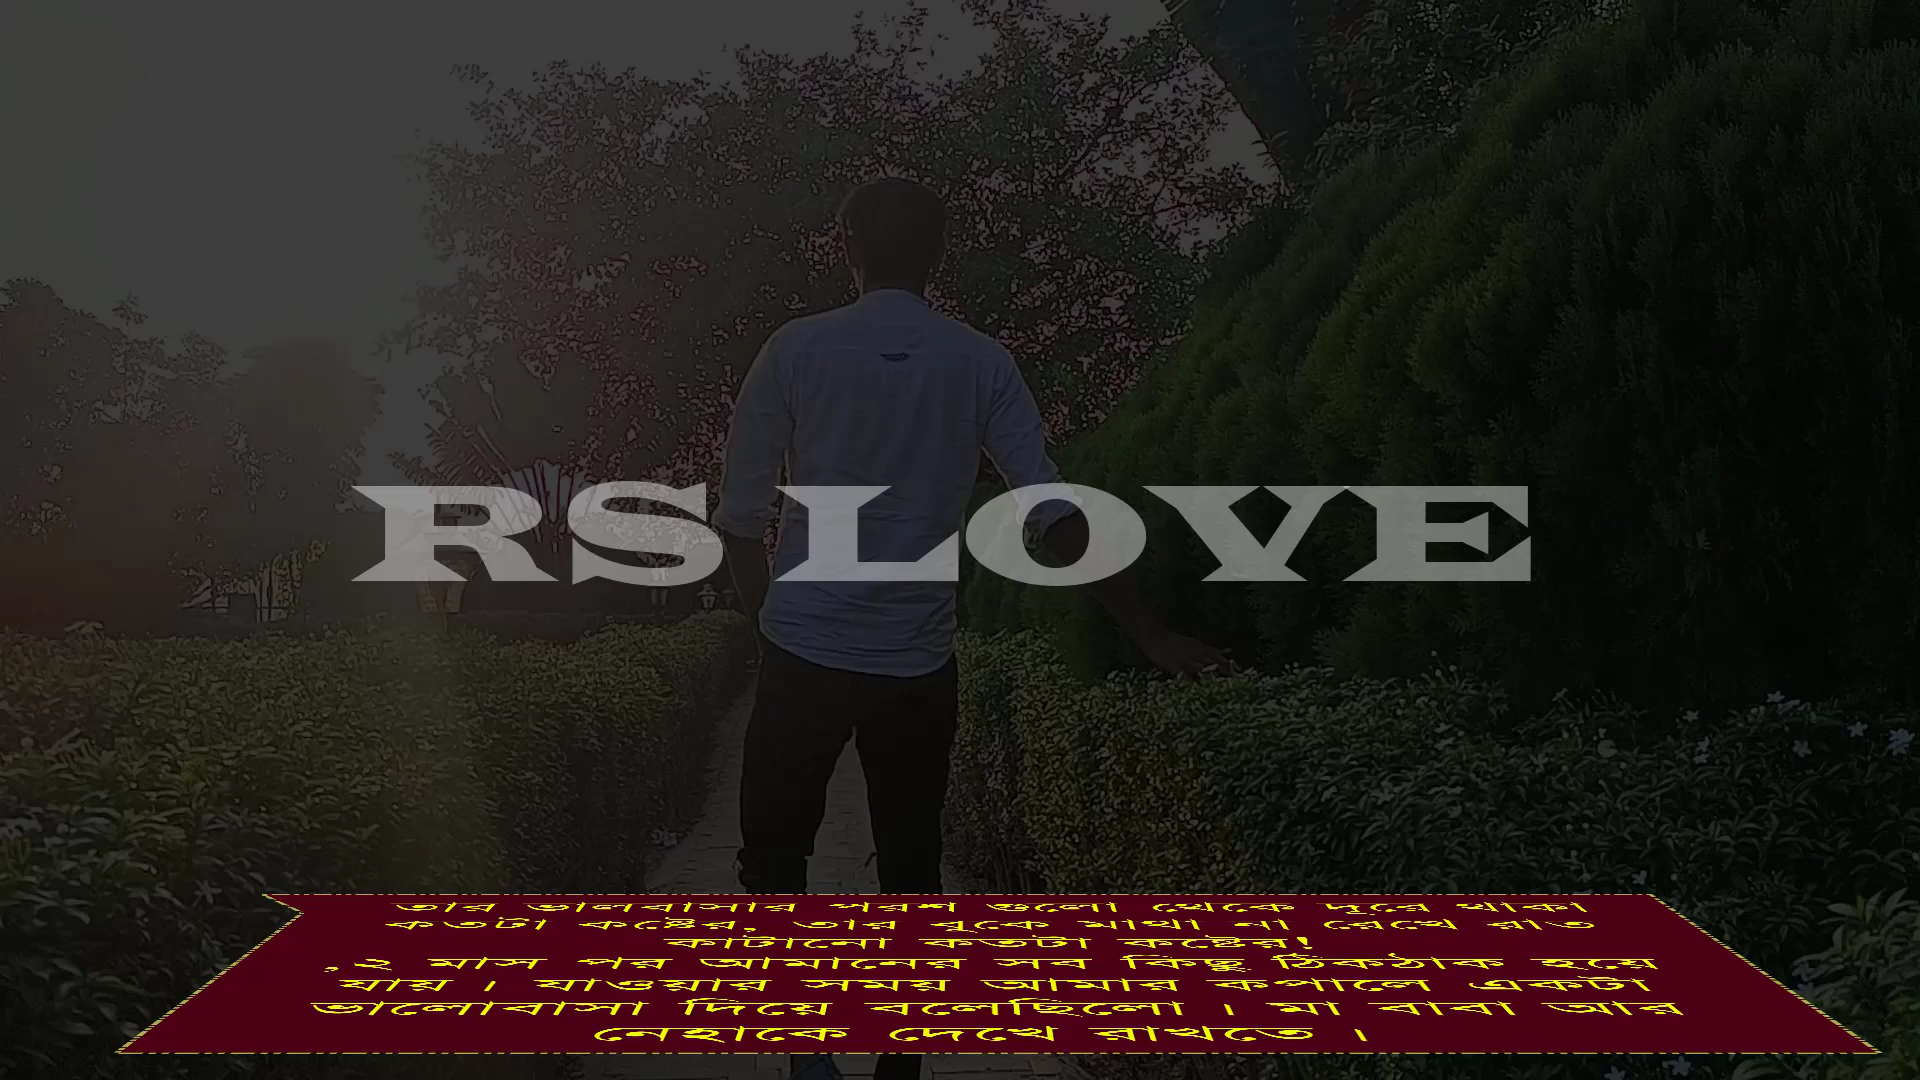 RS LOVE
তার ভালবাসার পরশ গুলো থেকে দুরে থাকা
কতটা কষ্টের, তার বুকে মাথা না রেখে রাত
কাটানো কতটা কষ্টের!
,২ মাস পর আমানের সব কিছু ঠিকঠাক হয়ে
যায় । যাওয়ার সময় আমার কপালে একটা
ভালোবাসা দিয়ে বলেছিলো । মা বাবা আর
নেহাকে দেখে রাখতে ।